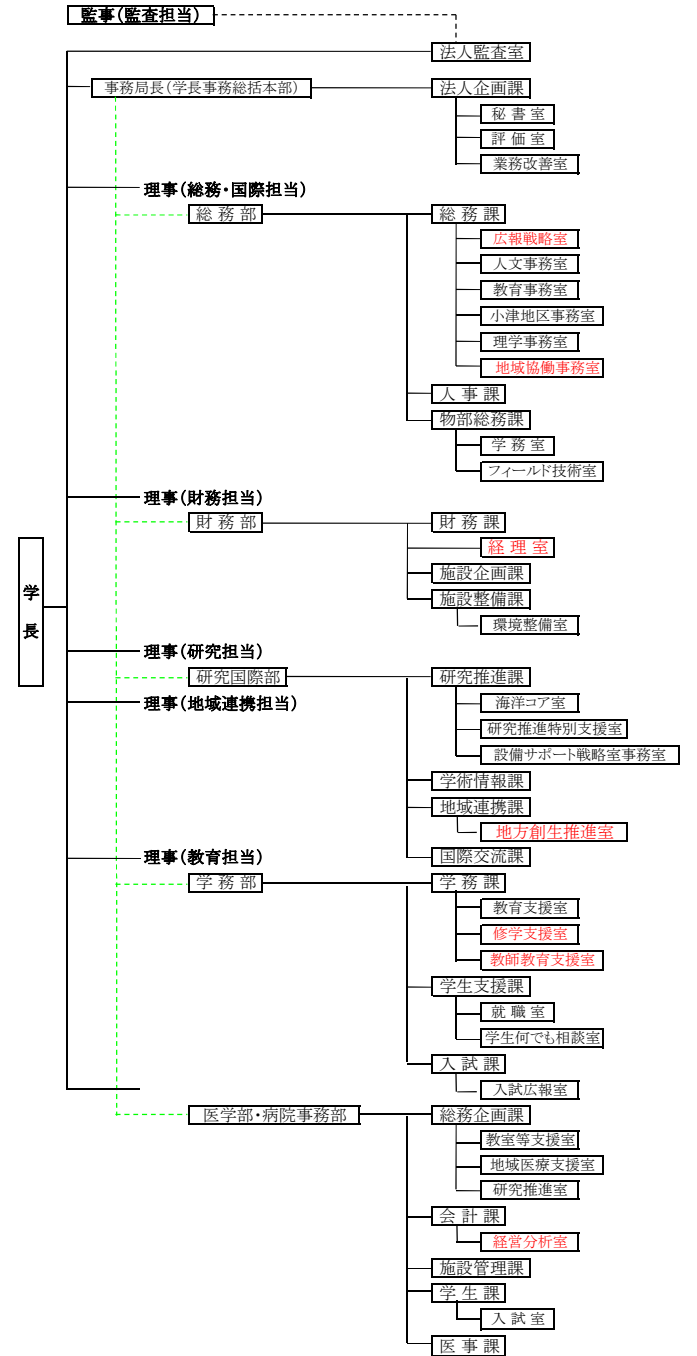 監事(監査担当)
法人監査室
事務局長(学長事務総括本部)
法人企画課
秘書室
評価室
業務改善室
理事(総務・国際担当)
総務部
総務課
広報戦略室
人文事務室
教育事務室
小津地区事務室
理学事務室
地域協働事務室
人事課
物部総務課
学務室
フィールド技術室
理事(財務担当)
財務部
財務課
経理室
施設企画課
施設整備課
環境整備室
学長
理事(研究担当)
研究国際部
研究推進課
理事(地域連携担当)
海洋コア室
研究推進特別支援室
設備サポート戦略室事務室
学術情報課
地域連携課
地方創生推進室
国際交流課
理事(教育担当)
学務部
学務課
教育支援室
修学支援室
教師教育支援室
学生支援課
就職室
学生何でも相談室
入試課
入試広報室
医学部・病院事務部
総務企画課
教室等支援室
地域医療支援室
研究推進室
会計課
経営分析室
施設管理課
学生課
入試室
医事課